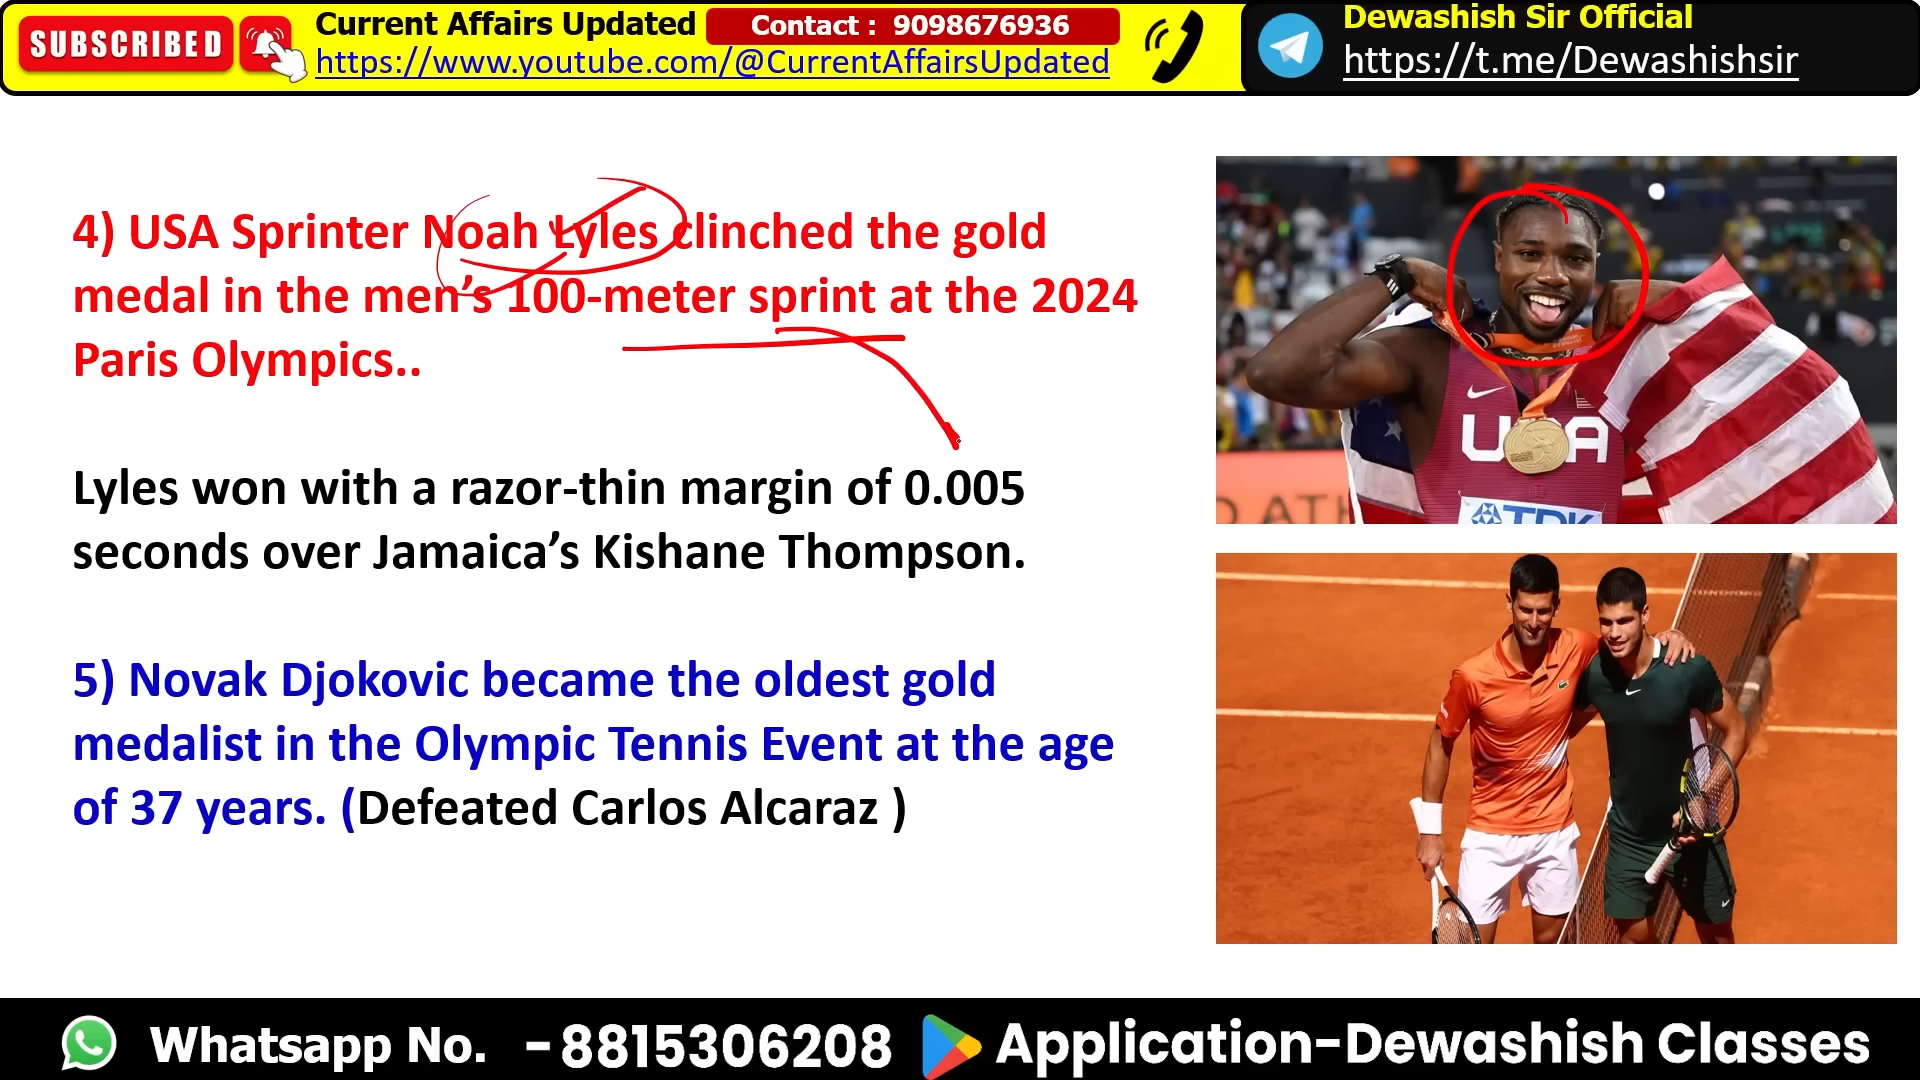 SUBSCRIBED
Current Affairs Updated
Contact : 9098676936
https://www.youtube.com/@CurrentAffairsUpdated
Dewashish Sir Official
https://t.me/Dewashishsir
4) USA Sprinter Noah Lyles clinched the gold
medal in the men’s 100-meter sprint at the 2024
Paris Olympics..
Lyles won with a razor-thin margin of 0.005
seconds over Jamaica’s Kishane Thompson.
5) Novak Djokovic became the oldest gold
medalist in the Olympic Tennis Event at the age
of 37 years. (Defeated Carlos Alcaraz )
USA
TDK
D ATH
Whatsapp No. - 8815306208
Application-Dewashish Classes